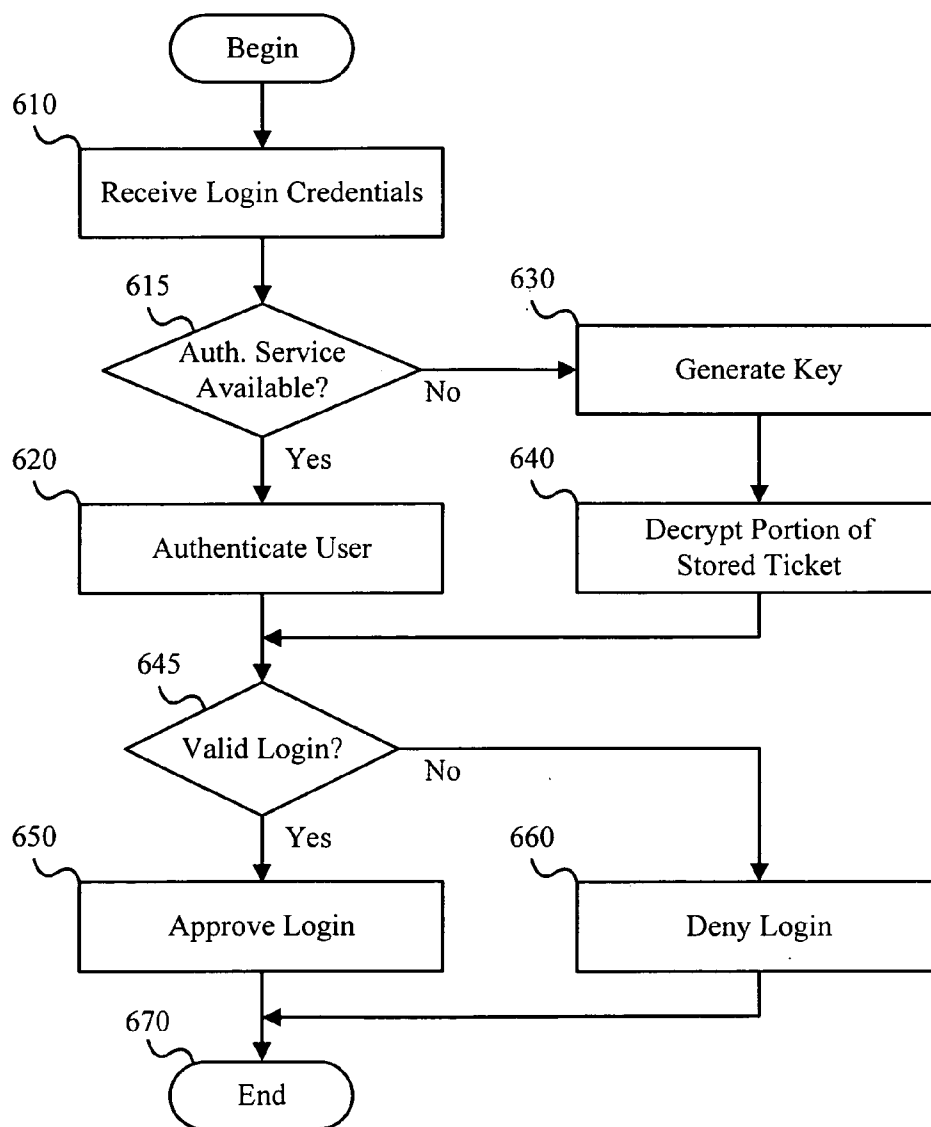 Begin
610
Receive Login Credentials
615
630
Auth. Service
Available?
No
Generate Key
Yes
620
640
Authenticate User
Decrypt Portion of
Stored Ticket
645
Valid Login?
No
Yes
650
660
Approve Login
Deny Login
670
End